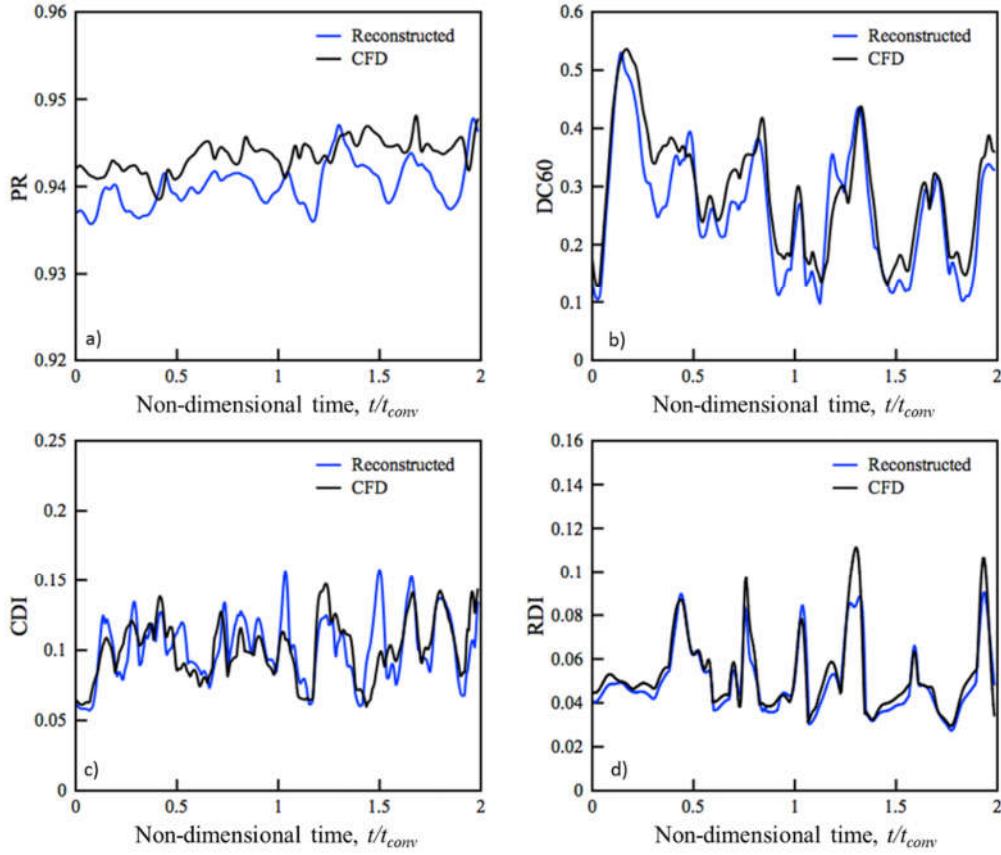 0.96
0.95
0.94
0.93
0.92
PR
Reconstructed
CFD
a)
0
0.5
1
1.5
2
Non-dimensional time, t/tconv
0.6
0.5
0.4
0.3
0.2
0.1
0
DC60
Reconstructed
CFD
b)
0
0.5
1
1.5
2
Non-dimensional time, t/tconv
0.25
0.2
0.15
0.1
0.05
0
CDI
Reconstructed
CFD
c)
0
0.5
1
1.5
2
Non-dimensional time, t/tconv
0.16
0.14
0.12
0.1
0.08
0.06
0.04
0.02
0
RDI
Reconstructed
CFD
d)
0
0.5
1
1.5
2
Non-dimensional time, t/tconv